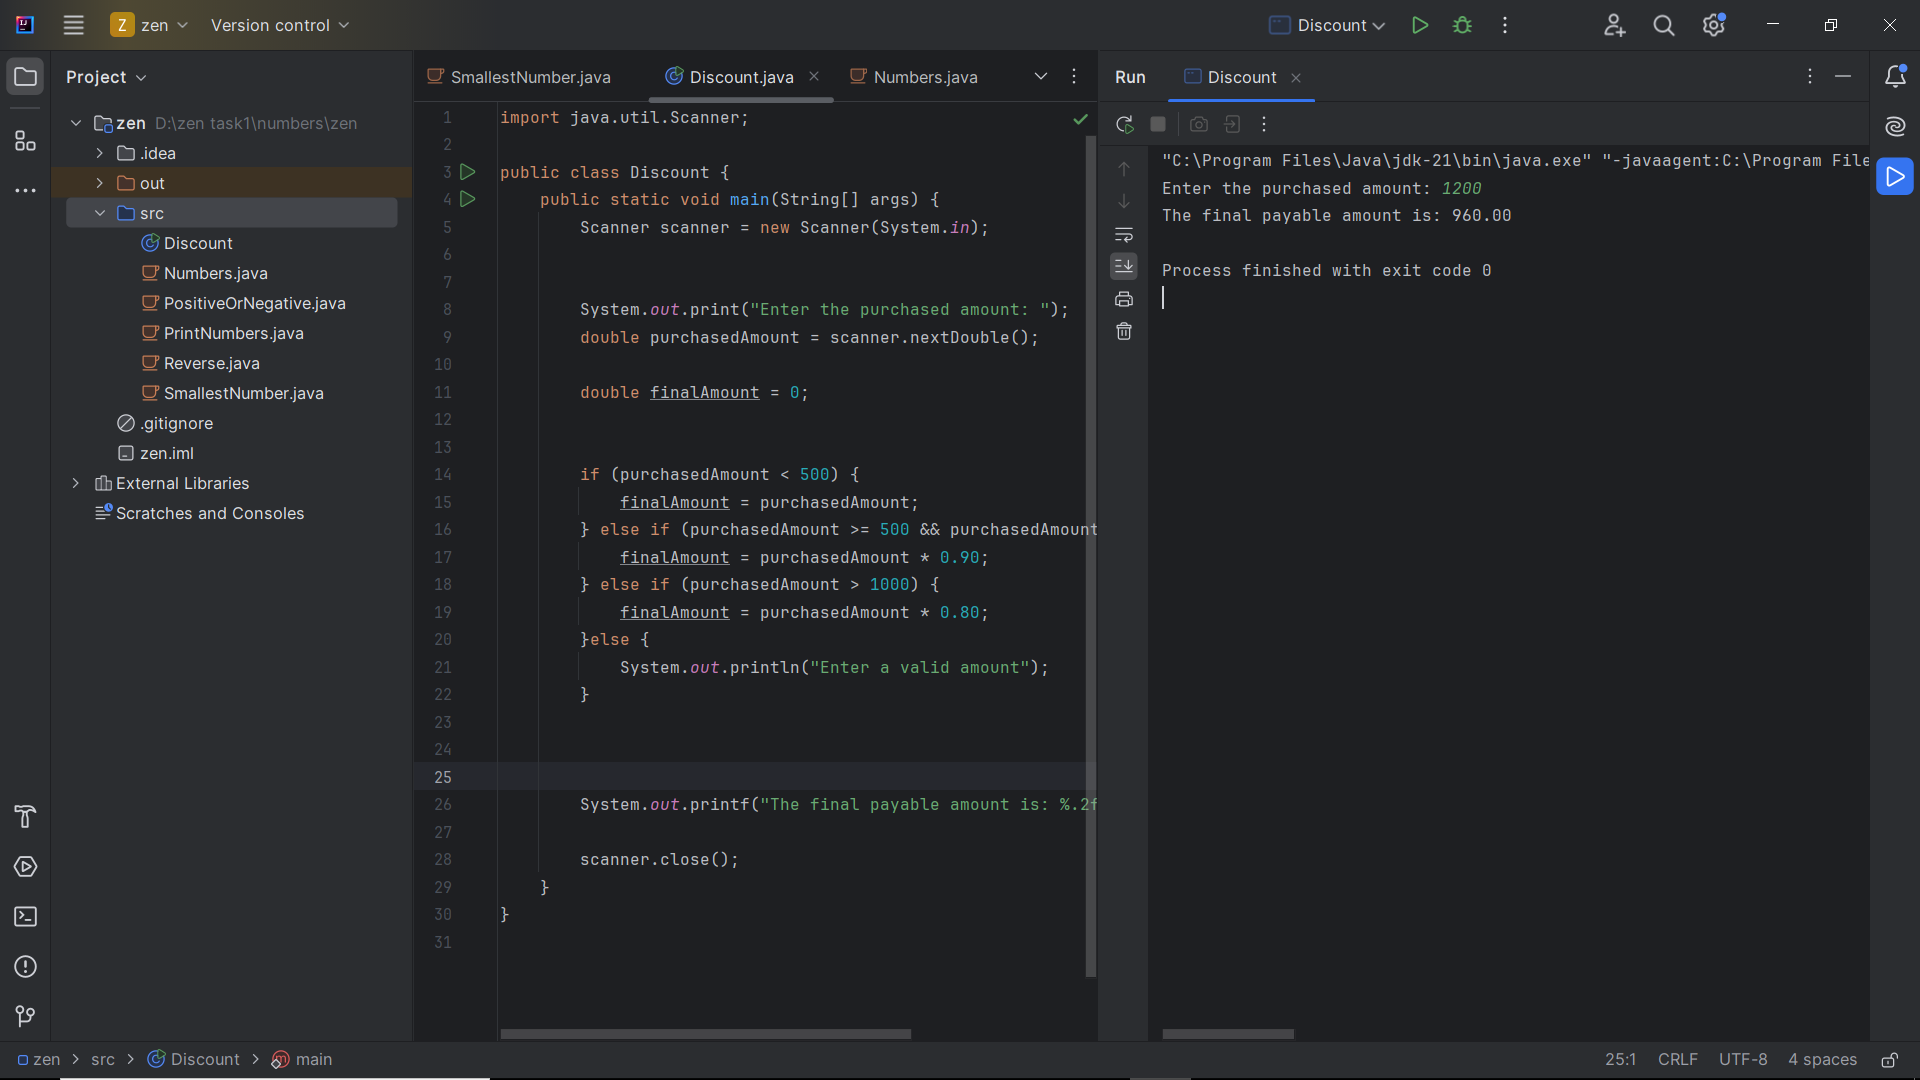 Z zen Version control Discount
Project
zen D:\zen task1\numbers\zen
.idea
out
src
Discount
Numbers.java
PositiveOrNegative.java
PrintNumbers.java
Reverse.java
SmallestNumber.java
.gitignore
zen.iml
External Libraries
Scratches and Consoles
SmallestNumber.java Discount.java Numbers.java
1 import java.util.Scanner;
2
3 public class Discount {
4 public static void main(String[] args) {
5 Scanner scanner = new Scanner(System.in);
6
7
8 System.out.print("Enter the purchased amount: ");
9 double purchasedAmount = scanner.nextDouble();
10
11 double finalAmount = 0;
12
13
14 if (purchasedAmount < 500) {
15 finalAmount = purchasedAmount;
16 } else if (purchasedAmount >= 500 && purchasedAmount
17 finalAmount = purchasedAmount * 0.90;
18 } else if (purchasedAmount > 1000) {
19 finalAmount = purchasedAmount * 0.80;
20 }else {
21 System.out.println("Enter a valid amount");
22 }
23
24
25
26 System.out.printf("The final payable amount is: %.2f
27
28 scanner.close();
29 }
30 }
31
Run Discount
"C:\Program Files\Java\jdk-21\bin\java.exe" "-javaagent:C:\Program File
Enter the purchased amount: 1200
The final payable amount is: 960.00
Process finished with exit code 0
zen > src > Discount > main
25:1 CRLF UTF-8 4 spaces